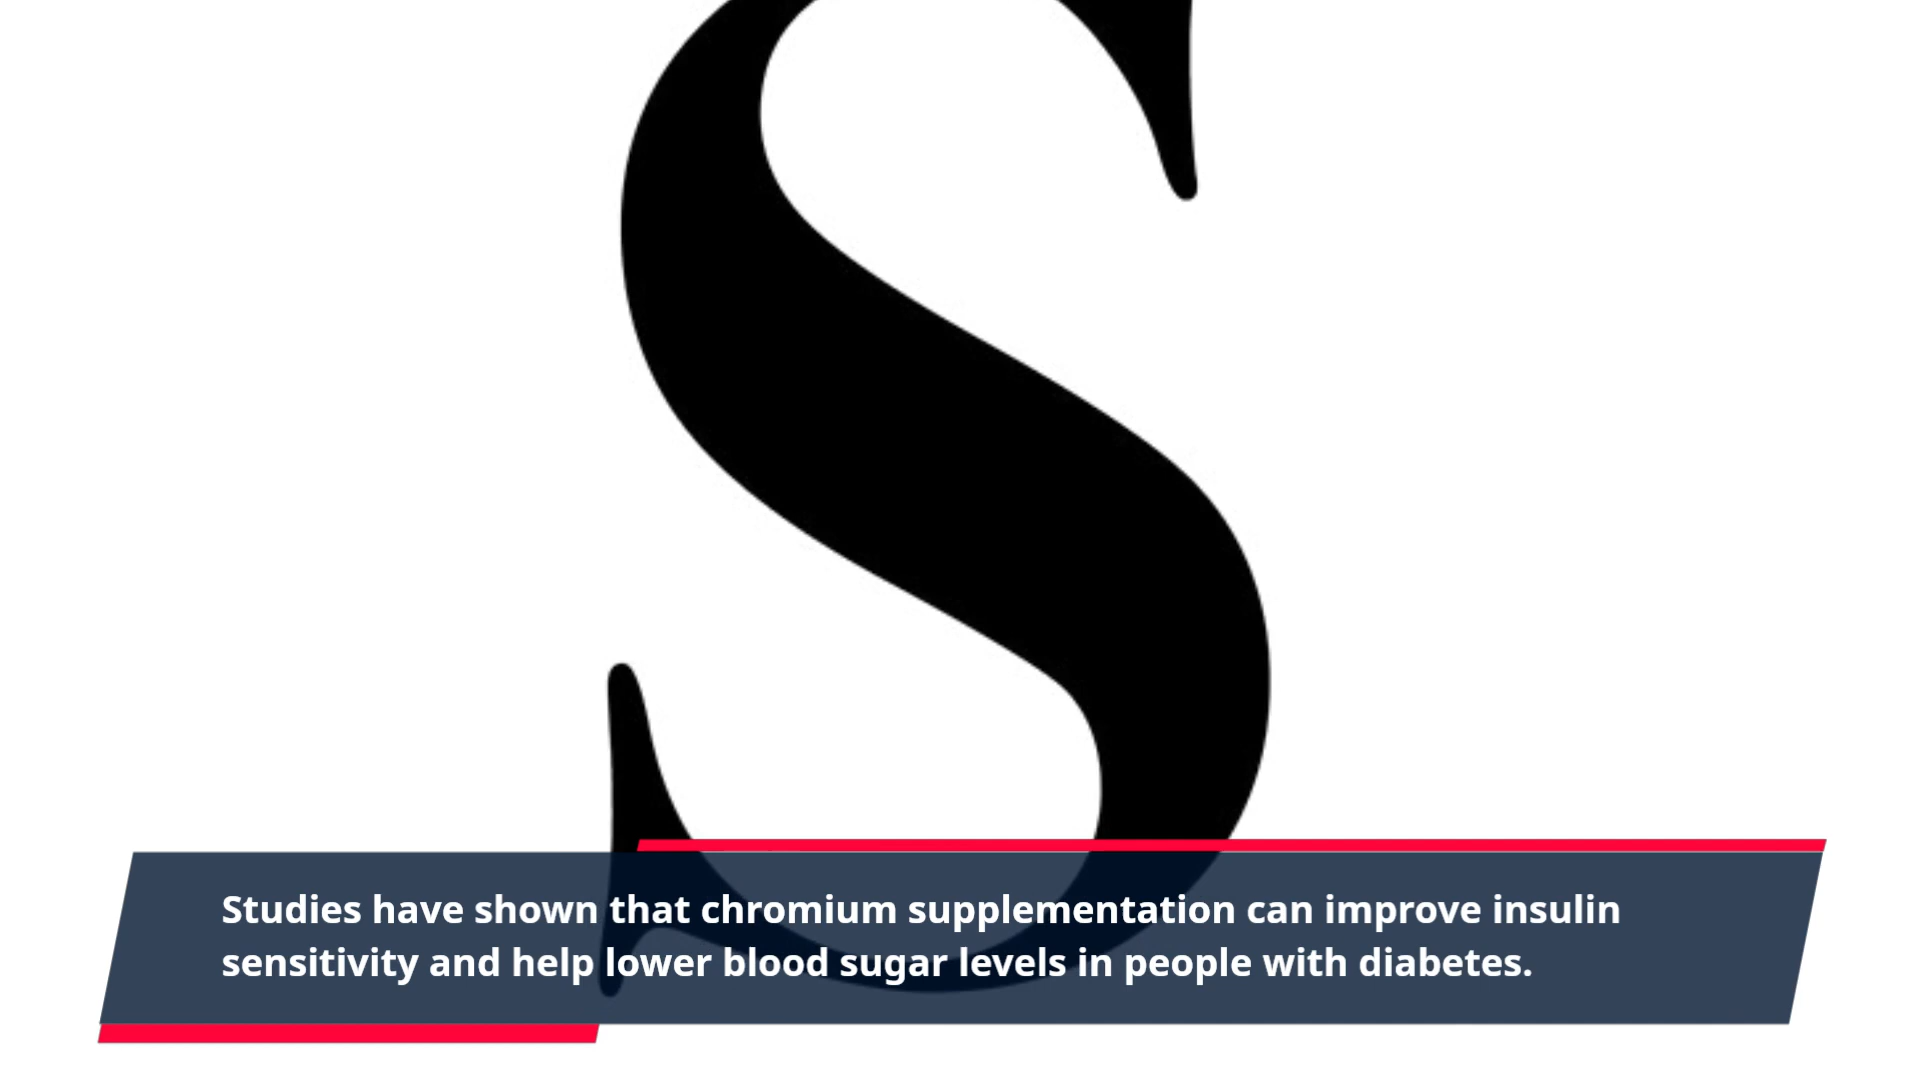 S
Studies have shown that chromium supplementation can improve insulin
sensitivity and help lower blood sugar levels in people with diabetes.